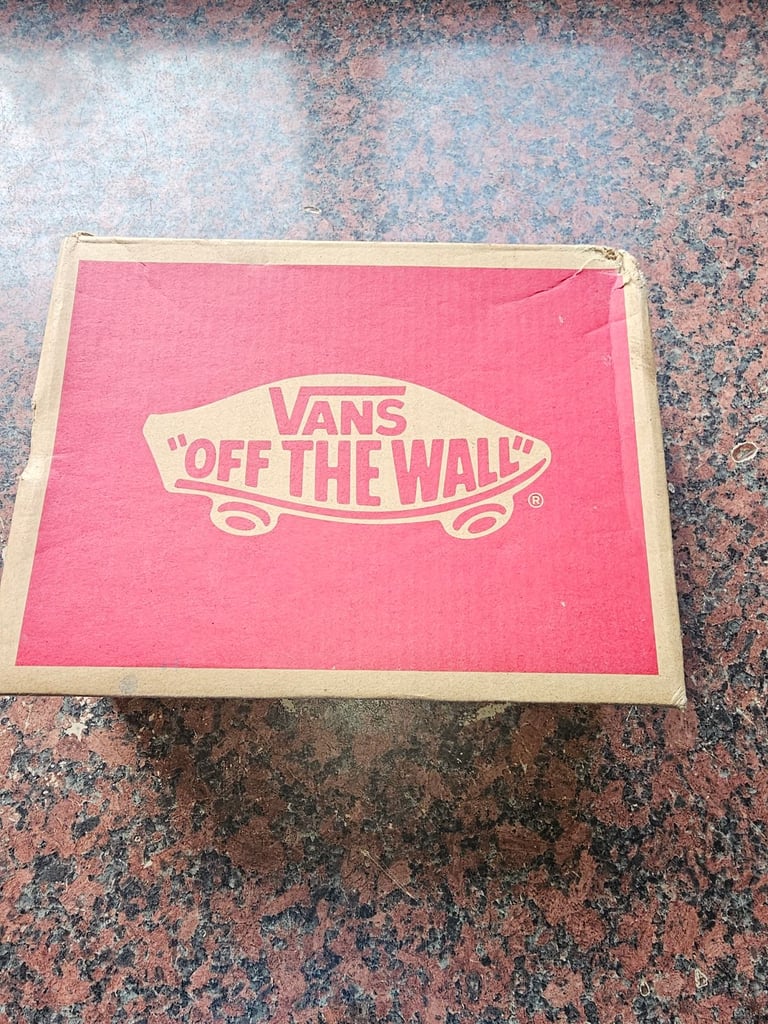 VANS
"OFF THE WALL"
®